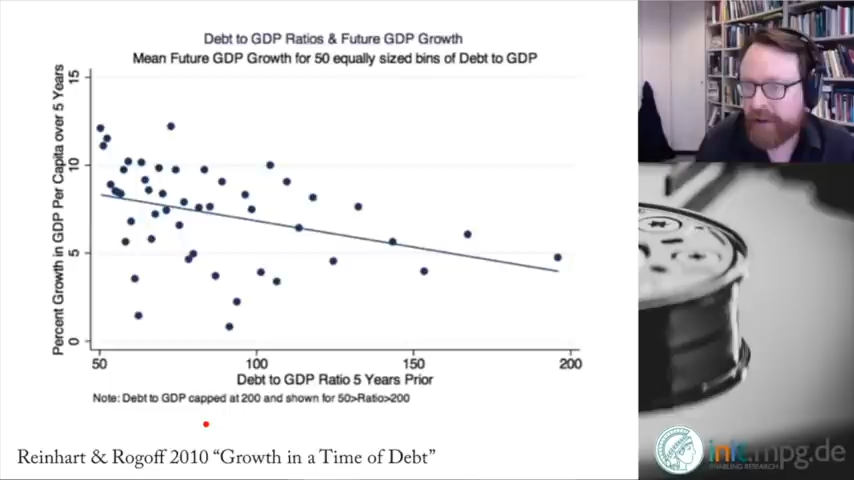 Debt to GDP Ratios & Future GDP Growth
Mean Future GDP Growth for 50 equally sized bins of Debt to GDP
Percent Growth in GDP Per Capita over 5 Years
15
10
5
0
50
100
150
200
Debt to GDP Ratio 5 Years Prior
Note: Debt to GDP capped at 200 and shown for 50>Ratio>200
Reinhart & Rogoff 2010 “Growth in a Time of Debt”
init.mpg.de
ENABLING RESEARCH